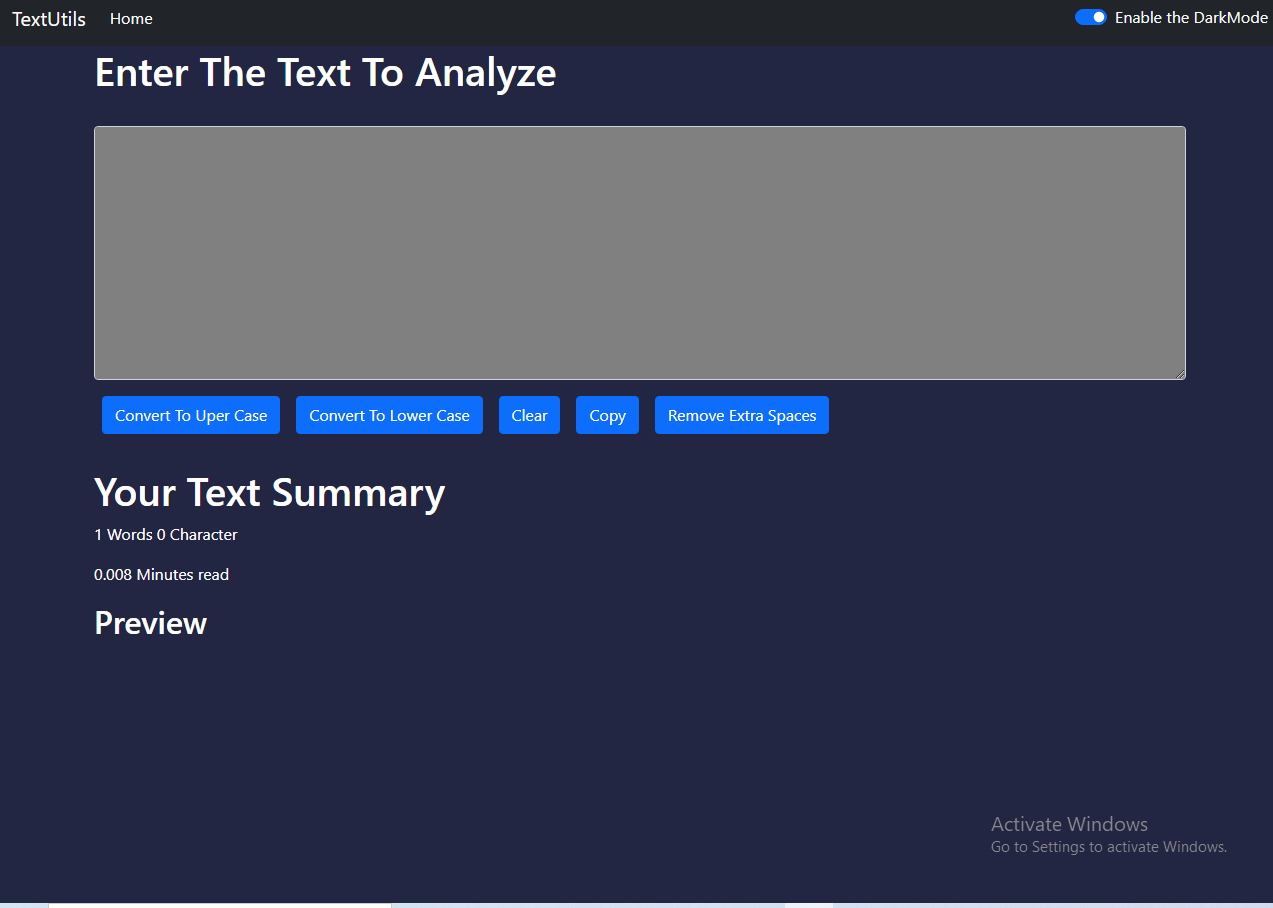 TextUtils Home Enable the DarkMode
Enter The Text To Analyze
Convert To Uper Case Convert To Lower Case Clear Copy Remove Extra Spaces
Your Text Summary
1 Words 0 Character
0.008 Minutes read
Preview
Activate Windows
Go to Settings to activate Windows.